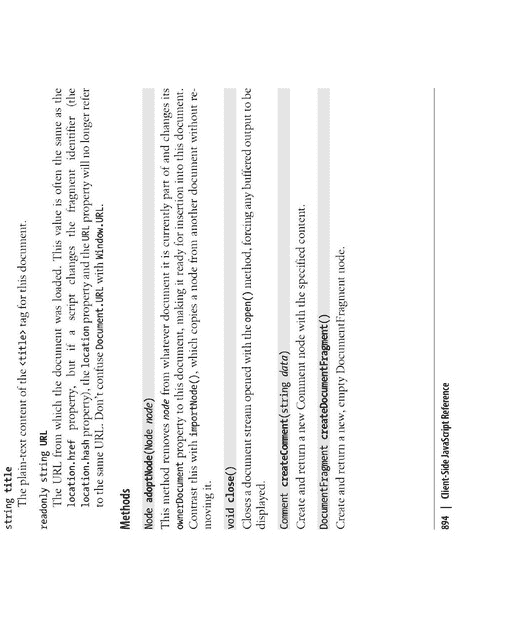 string title
The plain-text content of the <title> tag for this document.
readonly string URL
The URL from which the document was loaded. This value is often the same as the
location.href property, but if a script changes the fragment identifier (the
location.hash property), the location property and the URL property will no longer refer
to the same URL. Don't confuse Document.URL with Window.URL.
Methods
Node adoptNode(Node node)
This method removes node from whatever document it is currently part of and changes its
ownerDocument property to this document, making it ready for insertion into this document.
Contrast this with importNode(), which copies a node from another document without re-
moving it.
void close()
Closes a document stream opened with the open() method, forcing any buffered output to be
displayed.
Comment createComment(string data)
Create and return a new Comment node with the specified content.
DocumentFragment createDocumentFragment()
Create and return a new, empty DocumentFragment node.
894 | Client-Side JavaScript Reference